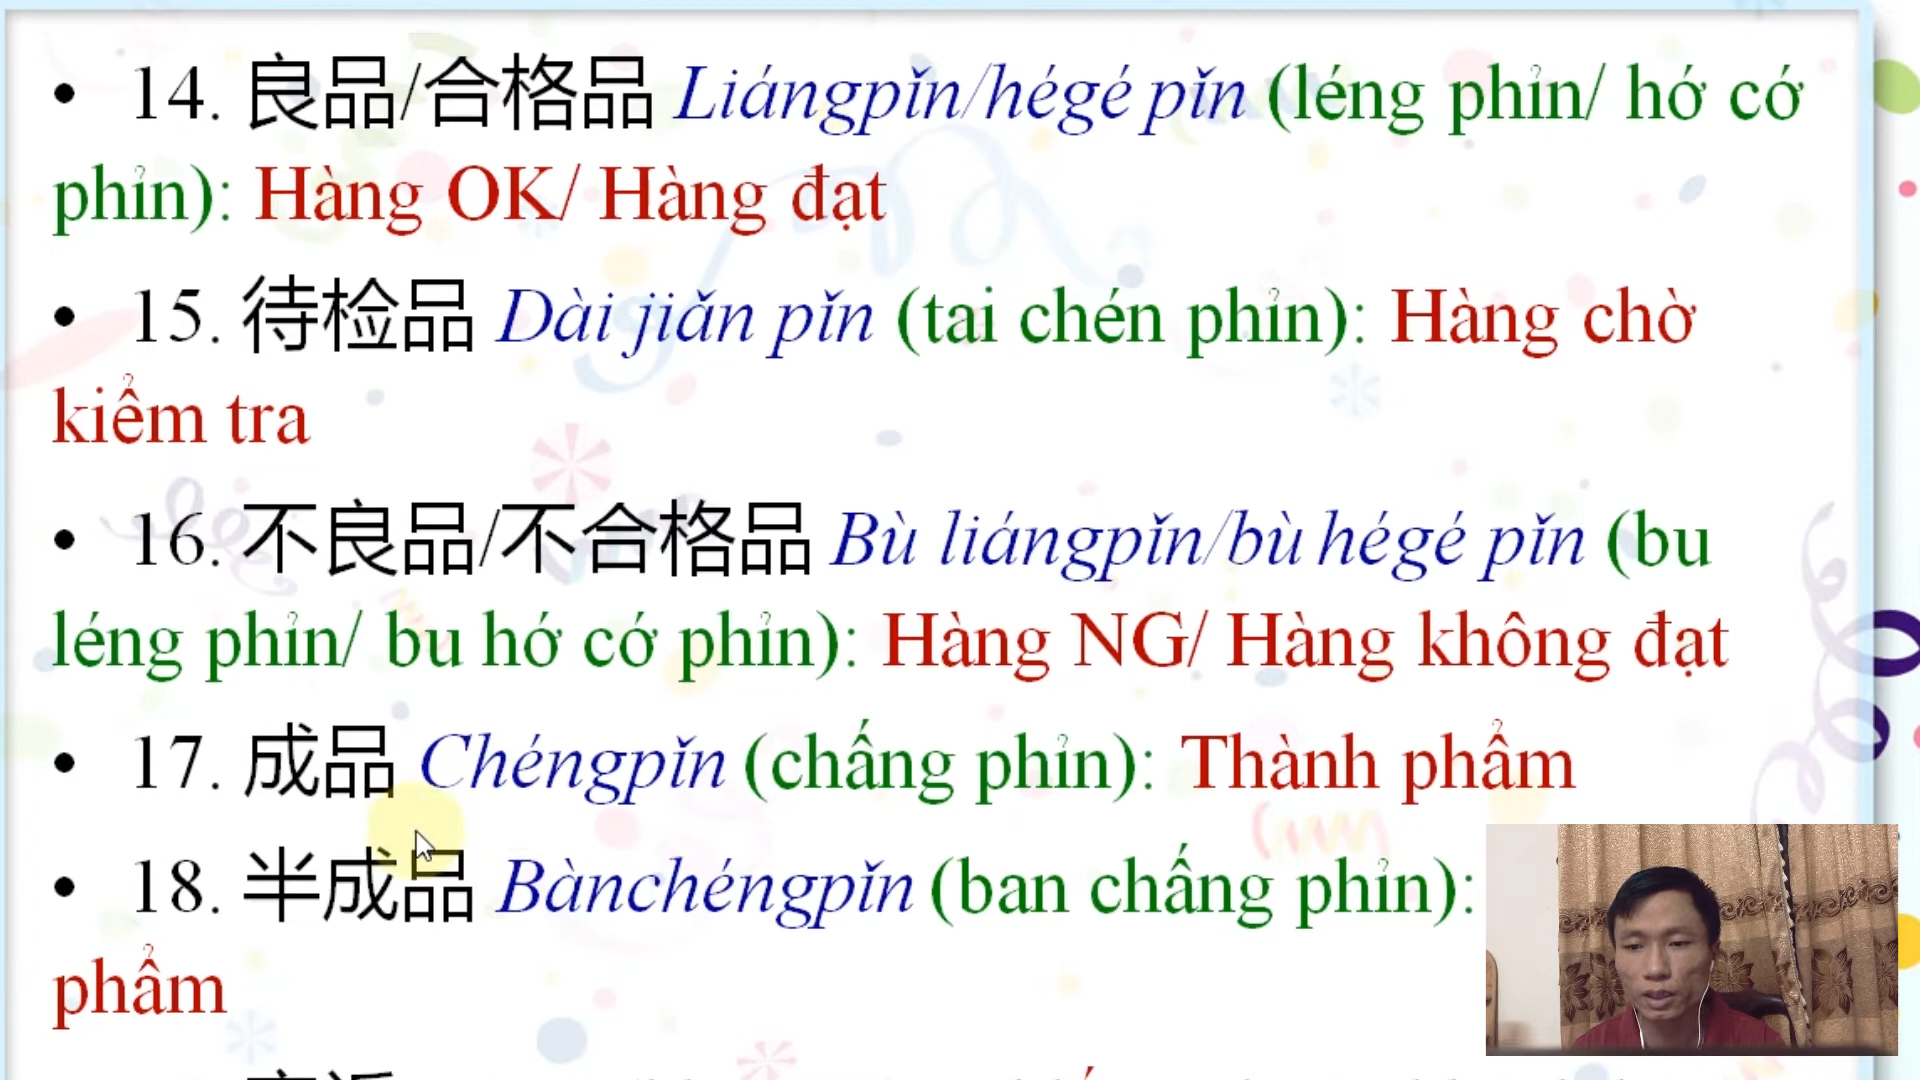 • 14. 良品/合格品 Liángpǐn/hégé pǐn (léng phỉn/ hớ cớ
phỉn): Hàng OK/ Hàng đạt
• 15. 待检品 Dài jiǎn pǐn (tai chén phỉn): Hàng chờ
kiểm tra
• 16. 不良品/不合格品 Bù liángpǐn/bù hégé pǐn (bu
léng phỉn/ bu hớ cớ phỉn): Hàng NG/ Hàng không đạt
• 17. 成品 Chéngpǐn (chấng phỉn): Thành phẩm
• 18. 半成品 Bànchéngpǐn (ban chấng phỉn):
phẩm